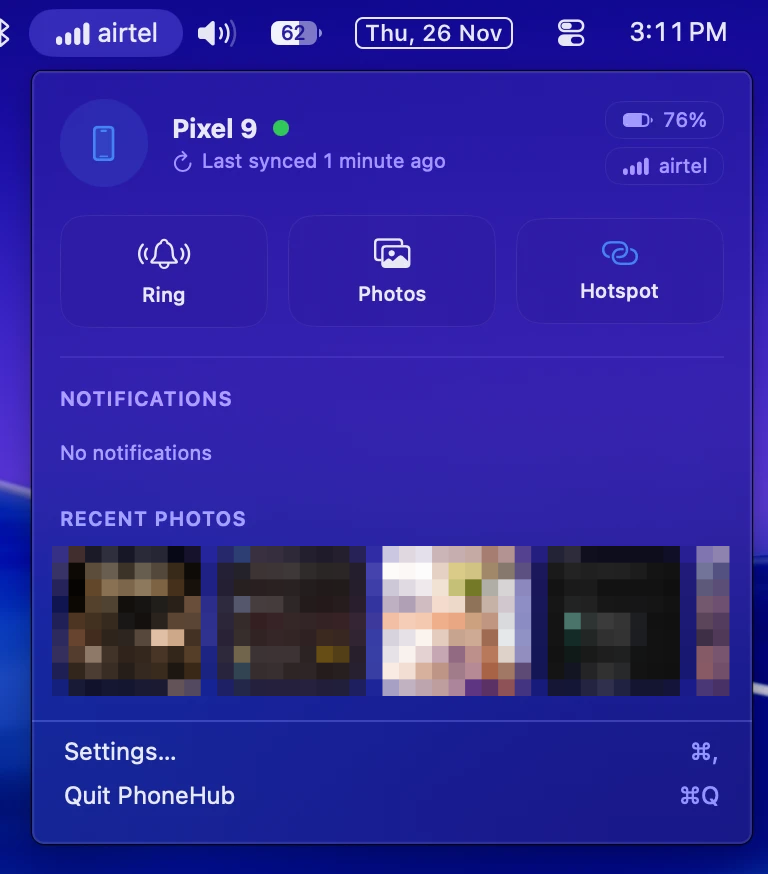 airtel 62 Thu, 26 Nov 3:11 PM
Pixel 9
76%
Last synced 1 minute ago
airtel
Ring Photos Hotspot
NOTIFICATIONS
No notifications
RECENT PHOTOS
Settings... ⌘,
Quit PhoneHub ⌘Q